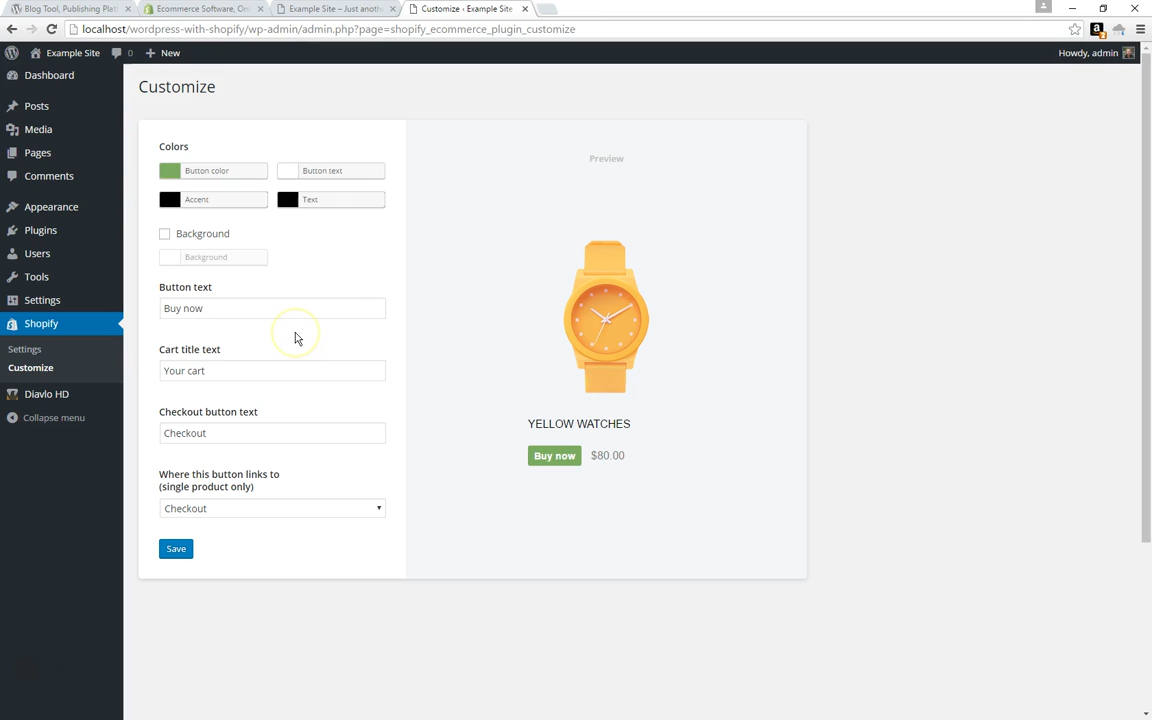 Blog Tool, Publishing Platf
Ecommerce Software, Onl
Example Site – Just anoth
Customize ‹ Example Site
localhost/wordpress-with-shopify/wp-admin/admin.php?page=shopify_ecommerce_plugin_customize
Example Site
0
New
Howdy, admin
Dashboard
Posts
Media
Pages
Comments
Appearance
Plugins
Users
Tools
Settings
Shopify
Settings
Customize
Diavlo HD
Collapse menu
Customize
Colors
Button color
Button text
Accent
Text
Background
Background
Button text
Buy now
Cart title text
Your cart
Checkout button text
Checkout
Where this button links to
(single product only)
Checkout
Save
Preview
YELLOW WATCHES
Buy now
$80.00